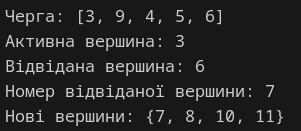 Черга: [3, 9, 4, 5, 6]
Активна вершина: 3
Відвідана вершина: 6
Номер відвіданої вершини: 7
Нові вершини: {7, 8, 10, 11}